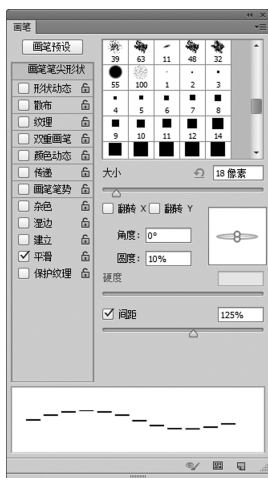 画笔
画笔预设
画笔笔尖形状
形状动态
散布
纹理
双重画笔
颜色动态
传递
画笔笔势
杂色
湿边
建立
平滑
保护纹理
39 63 11 48 32
55 100 1 2 3
4 5 6 7 8
9 10 11 12 14
大小 18 像素
翻转 X 翻转 Y
角度: 0°
圆度: 10%
硬度
间距 125%